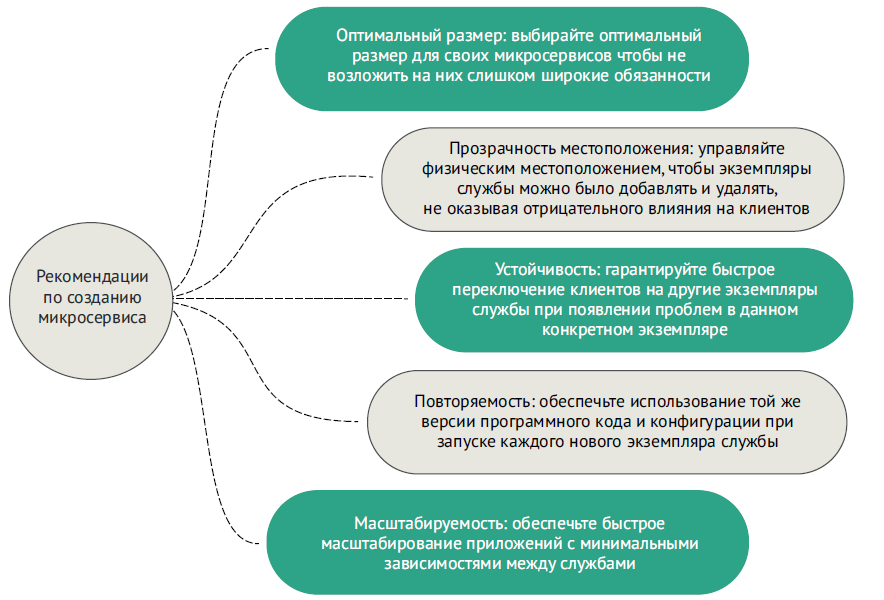 Оптимальный размер: выбирайте оптимальный
размер для своих микросервисов чтобы не
возложить на них слишком широкие обязанности
Прозрачность местоположения: управляйте
физическим местоположением, чтобы экземпляры
службы можно было добавлять и удалять,
не оказывая отрицательного влияния на клиентов
Рекомендации
по созданию
микросервиса
Устойчивость: гарантируйте быстрое
переключение клиентов на другие экземпляры
службы при появлении проблем в данном
конкретном экземпляре
Повторяемость: обеспечьте использование той же
версии программного кода и конфигурации при
запуске каждого нового экземпляра службы
Масштабируемость: обеспечьте быстрое
масштабирование приложений с минимальными
зависимостями между службами